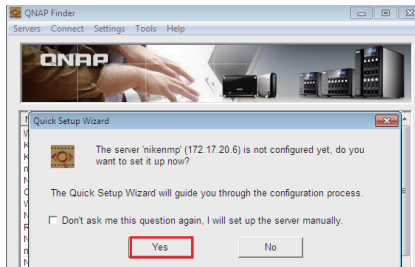 QNAP Finder
Servers Connect Settings Tools Help
QNAP
Quick Setup Wizard
The server 'nikenmp' (172.17.20.6) is not configured yet, do you
want to set it up now?
The Quick Setup Wizard will guide you through the configuration process.
Don't ask me this question again, I will set up the server manually.
Yes No